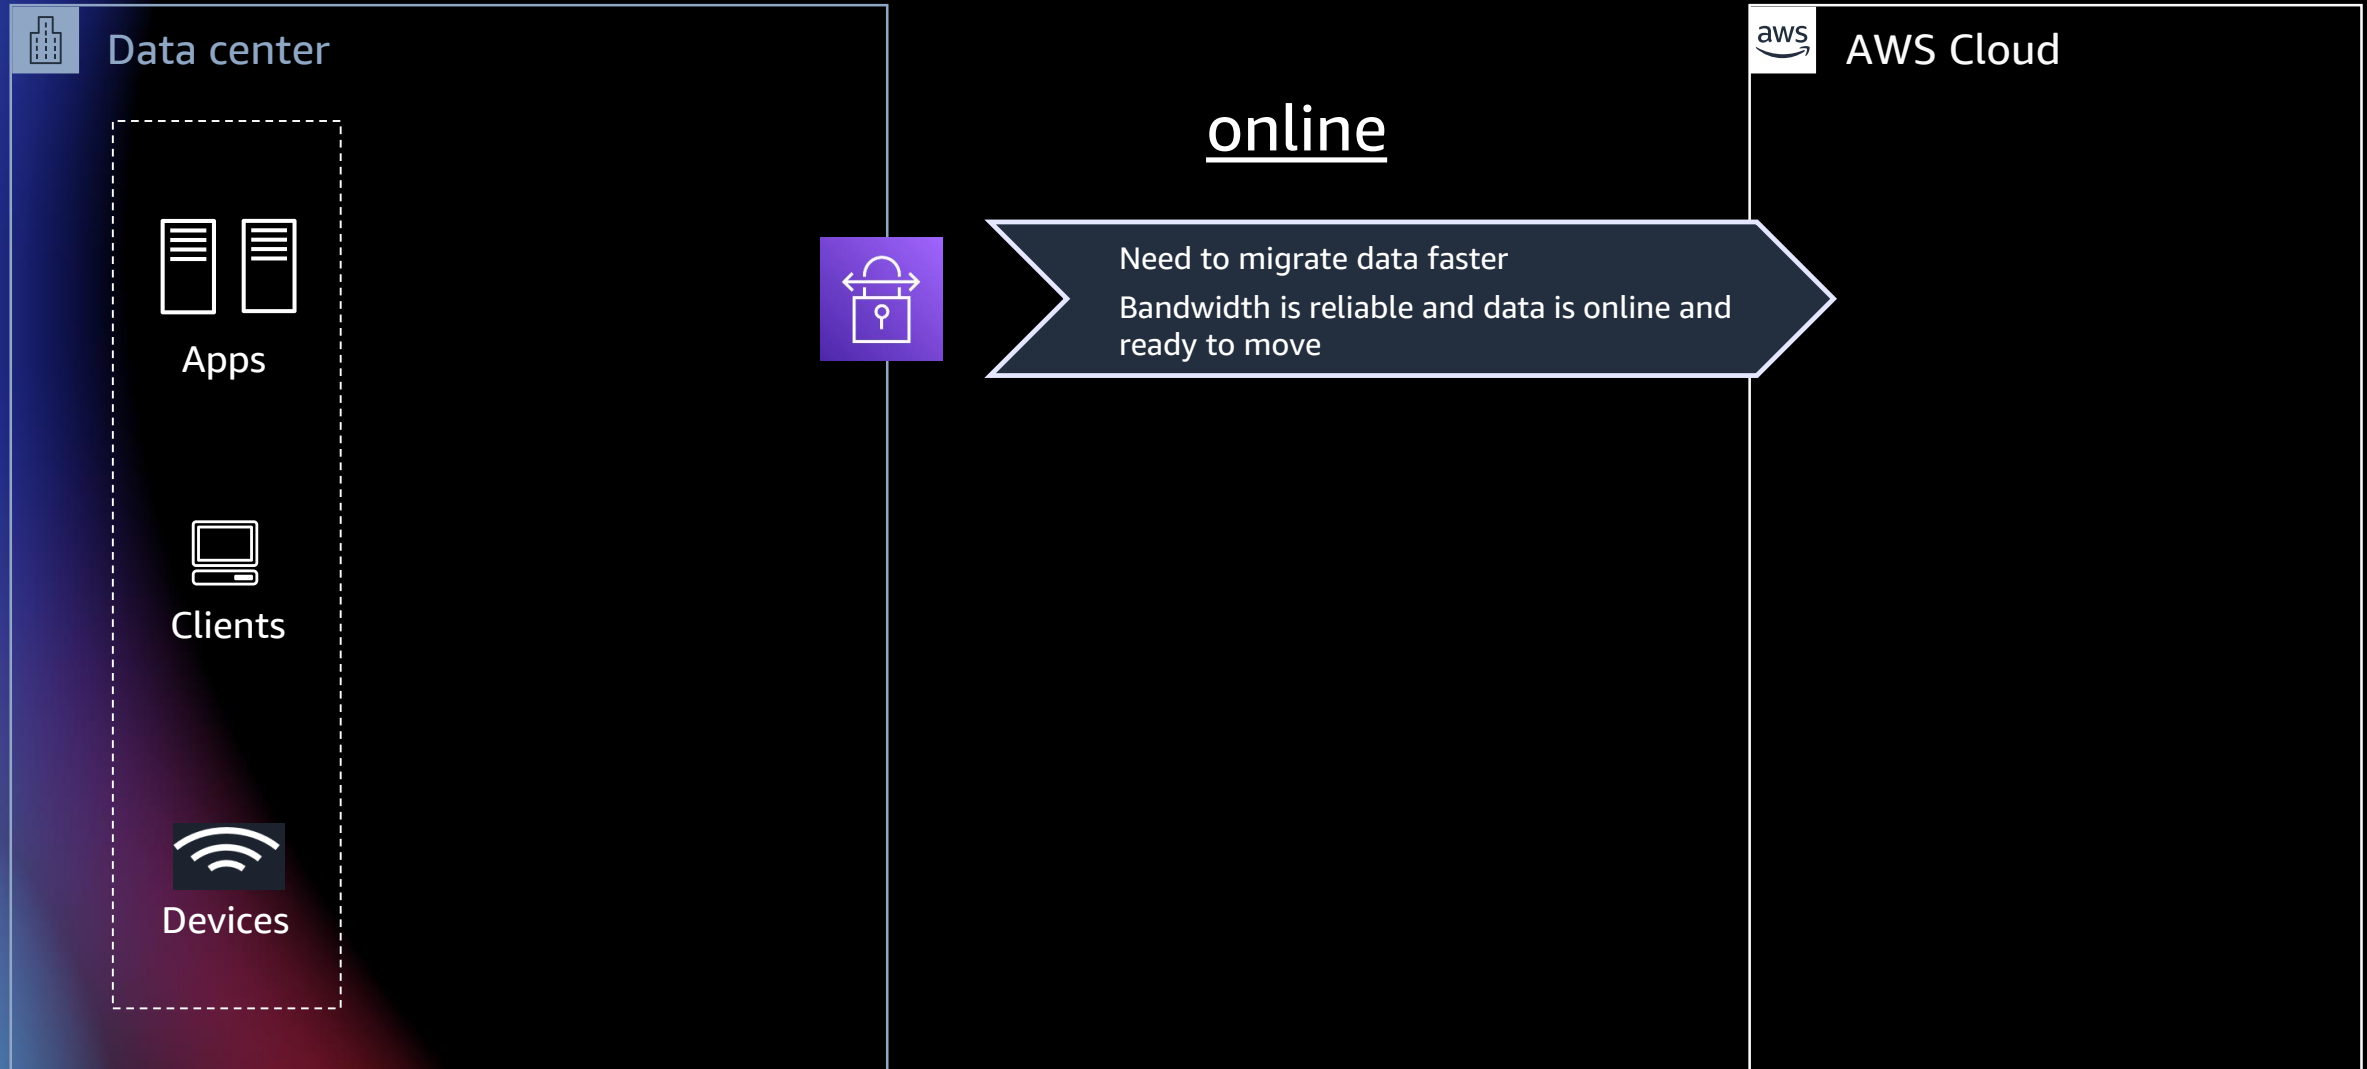 Data center
aws
AWS Cloud
online
Need to migrate data faster
Bandwidth is reliable and data is online and
ready to move
Apps
Clients
Devices